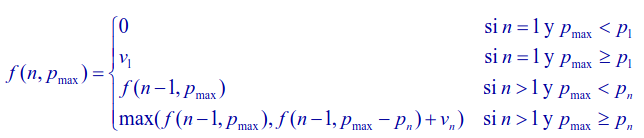 0 si n = 1 y p_max < p_1
v_1 si n = 1 y p_max ≥ p_1
f(n, p_max) = { f(n−1, p_max) si n > 1 y p_max < p_n
max(f(n−1, p_max), f(n−1, p_max − p_n) + v_n) si n > 1 y p_max ≥ p_n